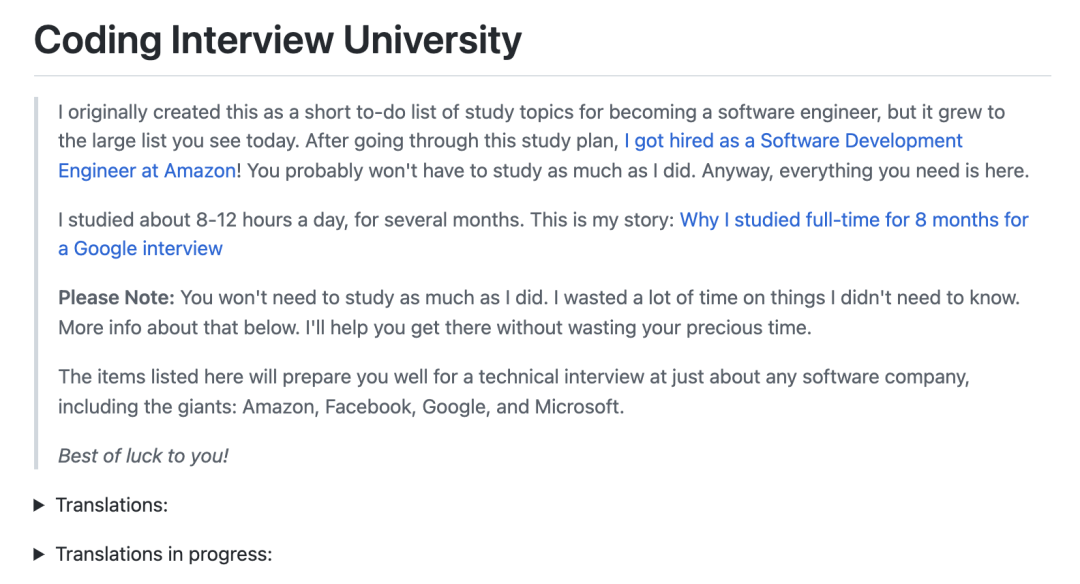 Coding Interview University
I originally created this as a short to-do list of study topics for becoming a software engineer, but it grew to
the large list you see today. After going through this study plan, I got hired as a Software Development
Engineer at Amazon! You probably won't have to study as much as I did. Anyway, everything you need is here.
I studied about 8-12 hours a day, for several months. This is my story: Why I studied full-time for 8 months for
a Google interview
Please Note: You won't need to study as much as I did. I wasted a lot of time on things I didn't need to know.
More info about that below. I'll help you get there without wasting your precious time.
The items listed here will prepare you well for a technical interview at just about any software company,
including the giants: Amazon, Facebook, Google, and Microsoft.
Best of luck to you!
Translations:
Translations in progress: